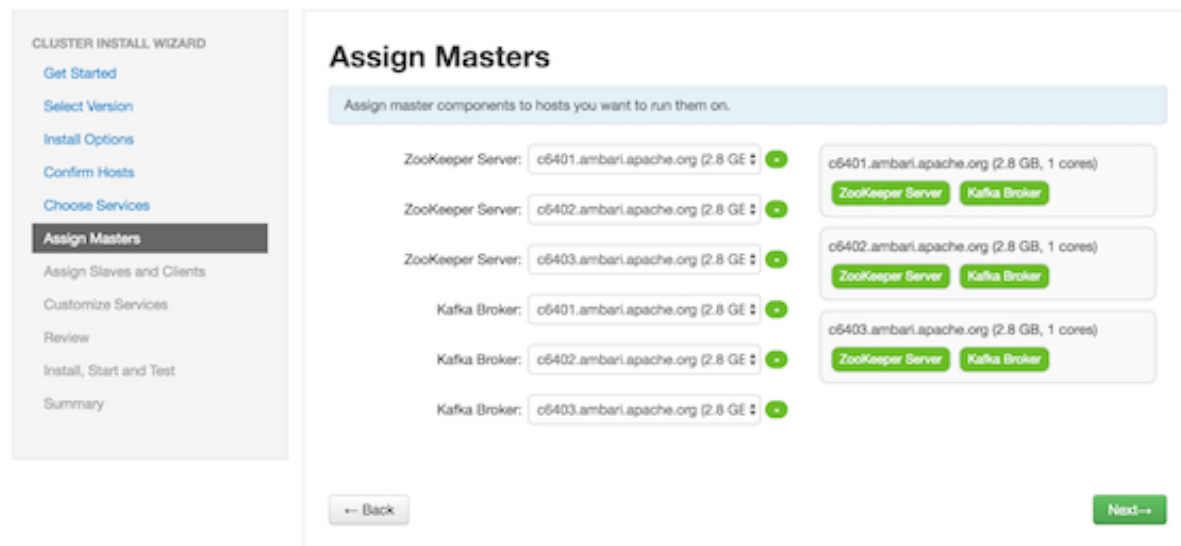 CLUSTER INSTALL WIZARD
Get Started
Select Version
Install Options
Confirm Hosts
Choose Services
Assign Masters
Assign Slaves and Clients
Customize Services
Review
Install, Start and Test
Summary
Assign Masters
Assign master components to hosts you want to run them on.
ZooKeeper Server: c6401.ambari.apache.org (2.8 GE -
ZooKeeper Server: c6402.ambari.apache.org (2.8 GE -
ZooKeeper Server: c6403.ambari.apache.org (2.8 GE -
Kafka Broker: c6401.ambari.apache.org (2.8 GE -
Kafka Broker: c6402.ambari.apache.org (2.8 GE -
Kafka Broker: c6403.ambari.apache.org (2.8 GE -
c6401.ambari.apache.org (2.8 GB, 1 cores)
ZooKeeper Server Kafka Broker
c6402.ambari.apache.org (2.8 GB, 1 cores)
ZooKeeper Server Kafka Broker
c6403.ambari.apache.org (2.8 GB, 1 cores)
ZooKeeper Server Kafka Broker
← Back
Next→